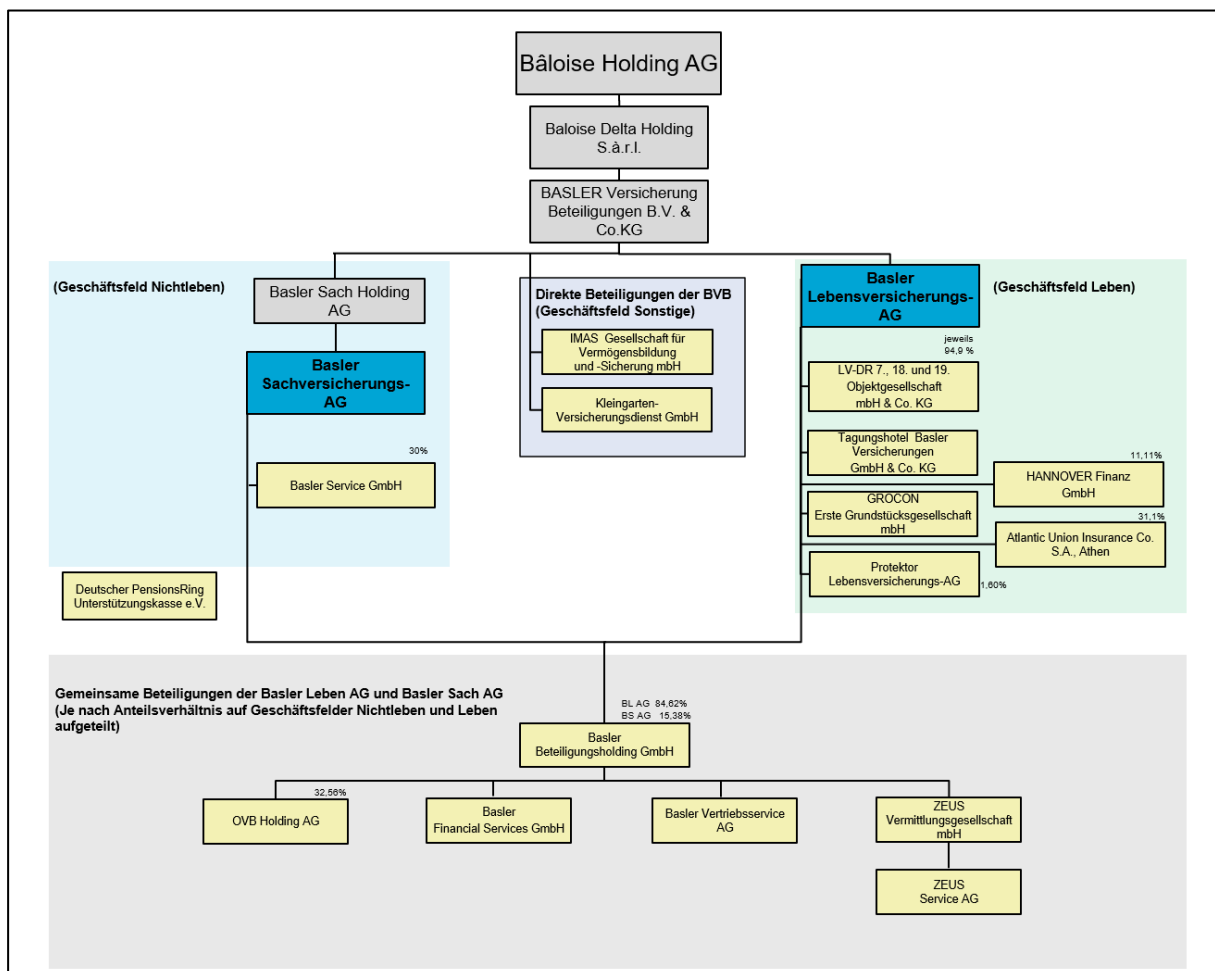 Bâloise Holding AG
Baloise Delta Holding
S.à.r.l.
BASLER Versicherung
Beteiligungen B.V. &
Co.KG
(Geschäftsfeld Nichtleben)
Basler Sach Holding
AG
Basler
Sachversicherungs-
AG
30%
Basler Service GmbH
Deutscher PensionsRing
Unterstützungskasse e.V.
Direkte Beteiligungen der BVB
(Geschäftsfeld Sonstige)
IMAS Gesellschaft für
Vermögensbildung
und -Sicherung mbH
Kleingarten-
Versicherungsdienst GmbH
Basler
Lebensversicherungs-
AG
(Geschäftsfeld Leben)
jeweils
94,9 %
LV-DR 7., 18. und 19.
Objektgesellschaft
mbH & Co. KG
Tagungshotel Basler
Versicherungen
GmbH & Co. KG
11,11%
HANNOVER Finanz
GmbH
GROCON
Erste Grundstücksgesellschaft
mbH
31,1%
Atlantic Union Insurance Co.
S.A., Athen
Protektor
Lebensversicherungs-AG
1,60%
Gemeinsame Beteiligungen der Basler Leben AG und Basler Sach AG
(Je nach Anteilsverhältnis auf Geschäftsfelder Nichtleben und Leben
aufgeteilt)
BL AG 84,62%
BS AG 15,38%
Basler
Beteiligungsholding GmbH
32,56%
OVB Holding AG
Basler
Financial Services GmbH
Basler Vertriebsservice
AG
ZEUS
Vermittlungsgesellschaft
mbH
ZEUS
Service AG